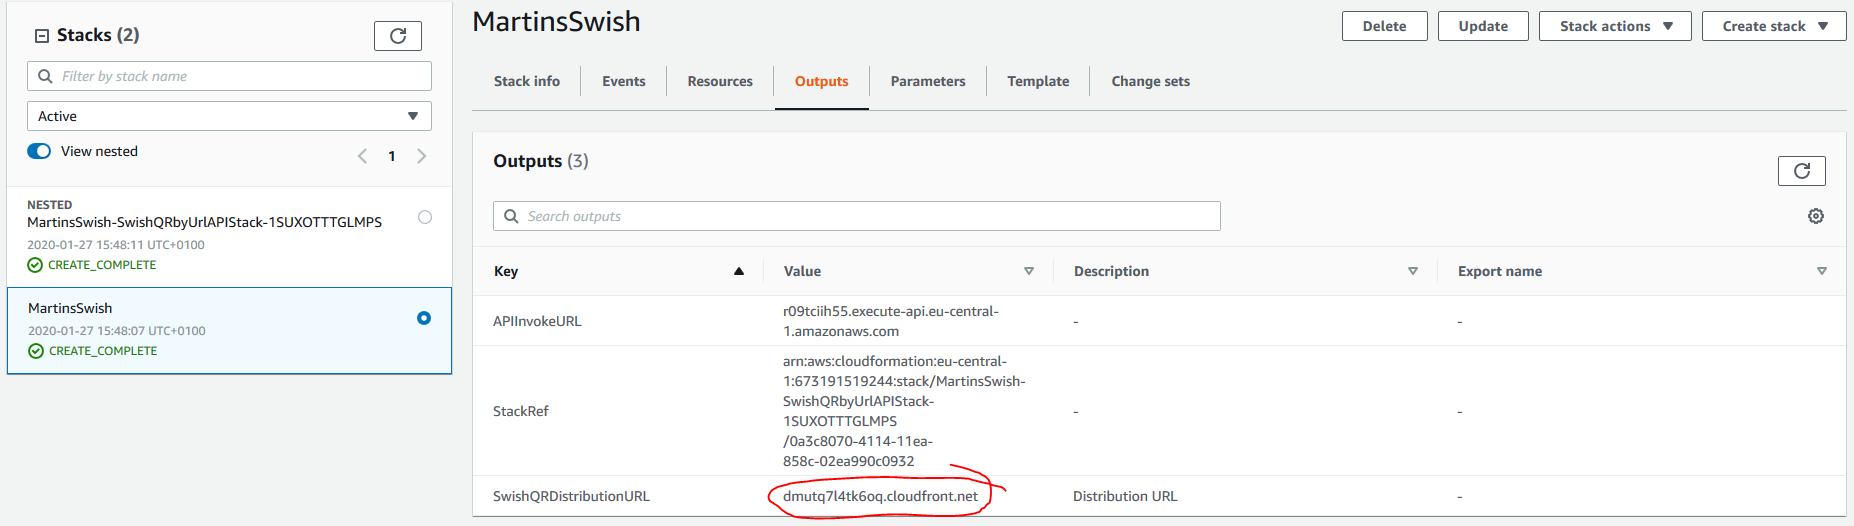 Stacks (2)
Filter by stack name
Active
View nested
1
NESTED
MartinsSwish-SwishQRbyUrlAPIStack-1SUXOTTTGLMPS
2020-01-27 15:48:11 UTC+0100
CREATE_COMPLETE
MartinsSwish
2020-01-27 15:48:07 UTC+0100
CREATE_COMPLETE
MartinsSwish
Delete
Update
Stack actions
Create stack
Stack info
Events
Resources
Outputs
Parameters
Template
Change sets
Outputs (3)
Search outputs
Key
Value
Description
Export name
APIInvokeURL
r09tciih55.execute-api.eu-central-
1.amazonaws.com
-
-
StackRef
arn:aws:cloudformation:eu-central-
1:673191519244:stack/MartinsSwish-
SwishQRbyUrlAPIStack-
1SUXOTTTGLMPS
/0a3c8070-4114-11ea-
858c-02ea990c0932
-
-
SwishQRDistributionURL
dmutq7l4tk6oq.cloudfront.net
Distribution URL
-